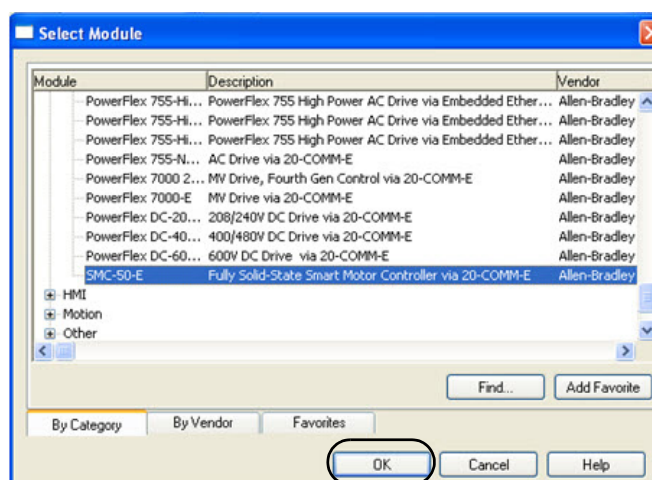 Select Module
Module Description Vendor
PowerFlex 755-Hi... PowerFlex 755 High Power AC Drive via Embedded Ether... Allen-Bradley
PowerFlex 755-Hi... PowerFlex 755 High Power AC Drive via Embedded Ether... Allen-Bradley
PowerFlex 755-Hi... PowerFlex 755 High Power AC Drive via Embedded Ether... Allen-Bradley
PowerFlex 755-N... AC Drive via 20-COMM-E Allen-Bradley
PowerFlex 7000 2... MV Drive, Fourth Gen Control via 20-COMM-E Allen-Bradley
PowerFlex 7000-E MV Drive via 20-COMM-E Allen-Bradley
PowerFlex DC-20... 208/240V DC Drive via 20-COMM-E Allen-Bradley
PowerFlex DC-40... 400/480V DC Drive via 20-COMM-E Allen-Bradley
PowerFlex DC-60... 600V DC Drive via 20-COMM-E Allen-Bradley
SMC-50-E Fully Solid-State Smart Motor Controller via 20-COMM-E Allen-Bradley
HMI
Motion
Other
Find... Add Favorite
By Category By Vendor Favorites
OK Cancel Help